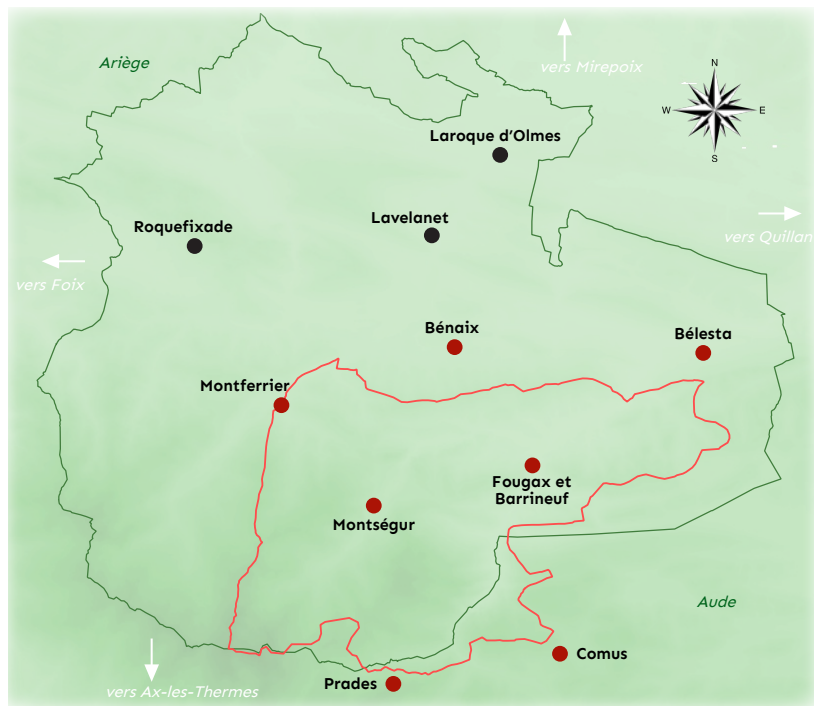 Ariège
vers Mirepoix
N
W
E
S
Laroque d’Olmes
Lavelanet
Roquefixade
vers Quillan
vers Foix
Bénaix
Bélesta
Montferrier
Fougax et
Barrineuf
Montségur
Aude
Comus
Prades
vers Ax-les-Thermes